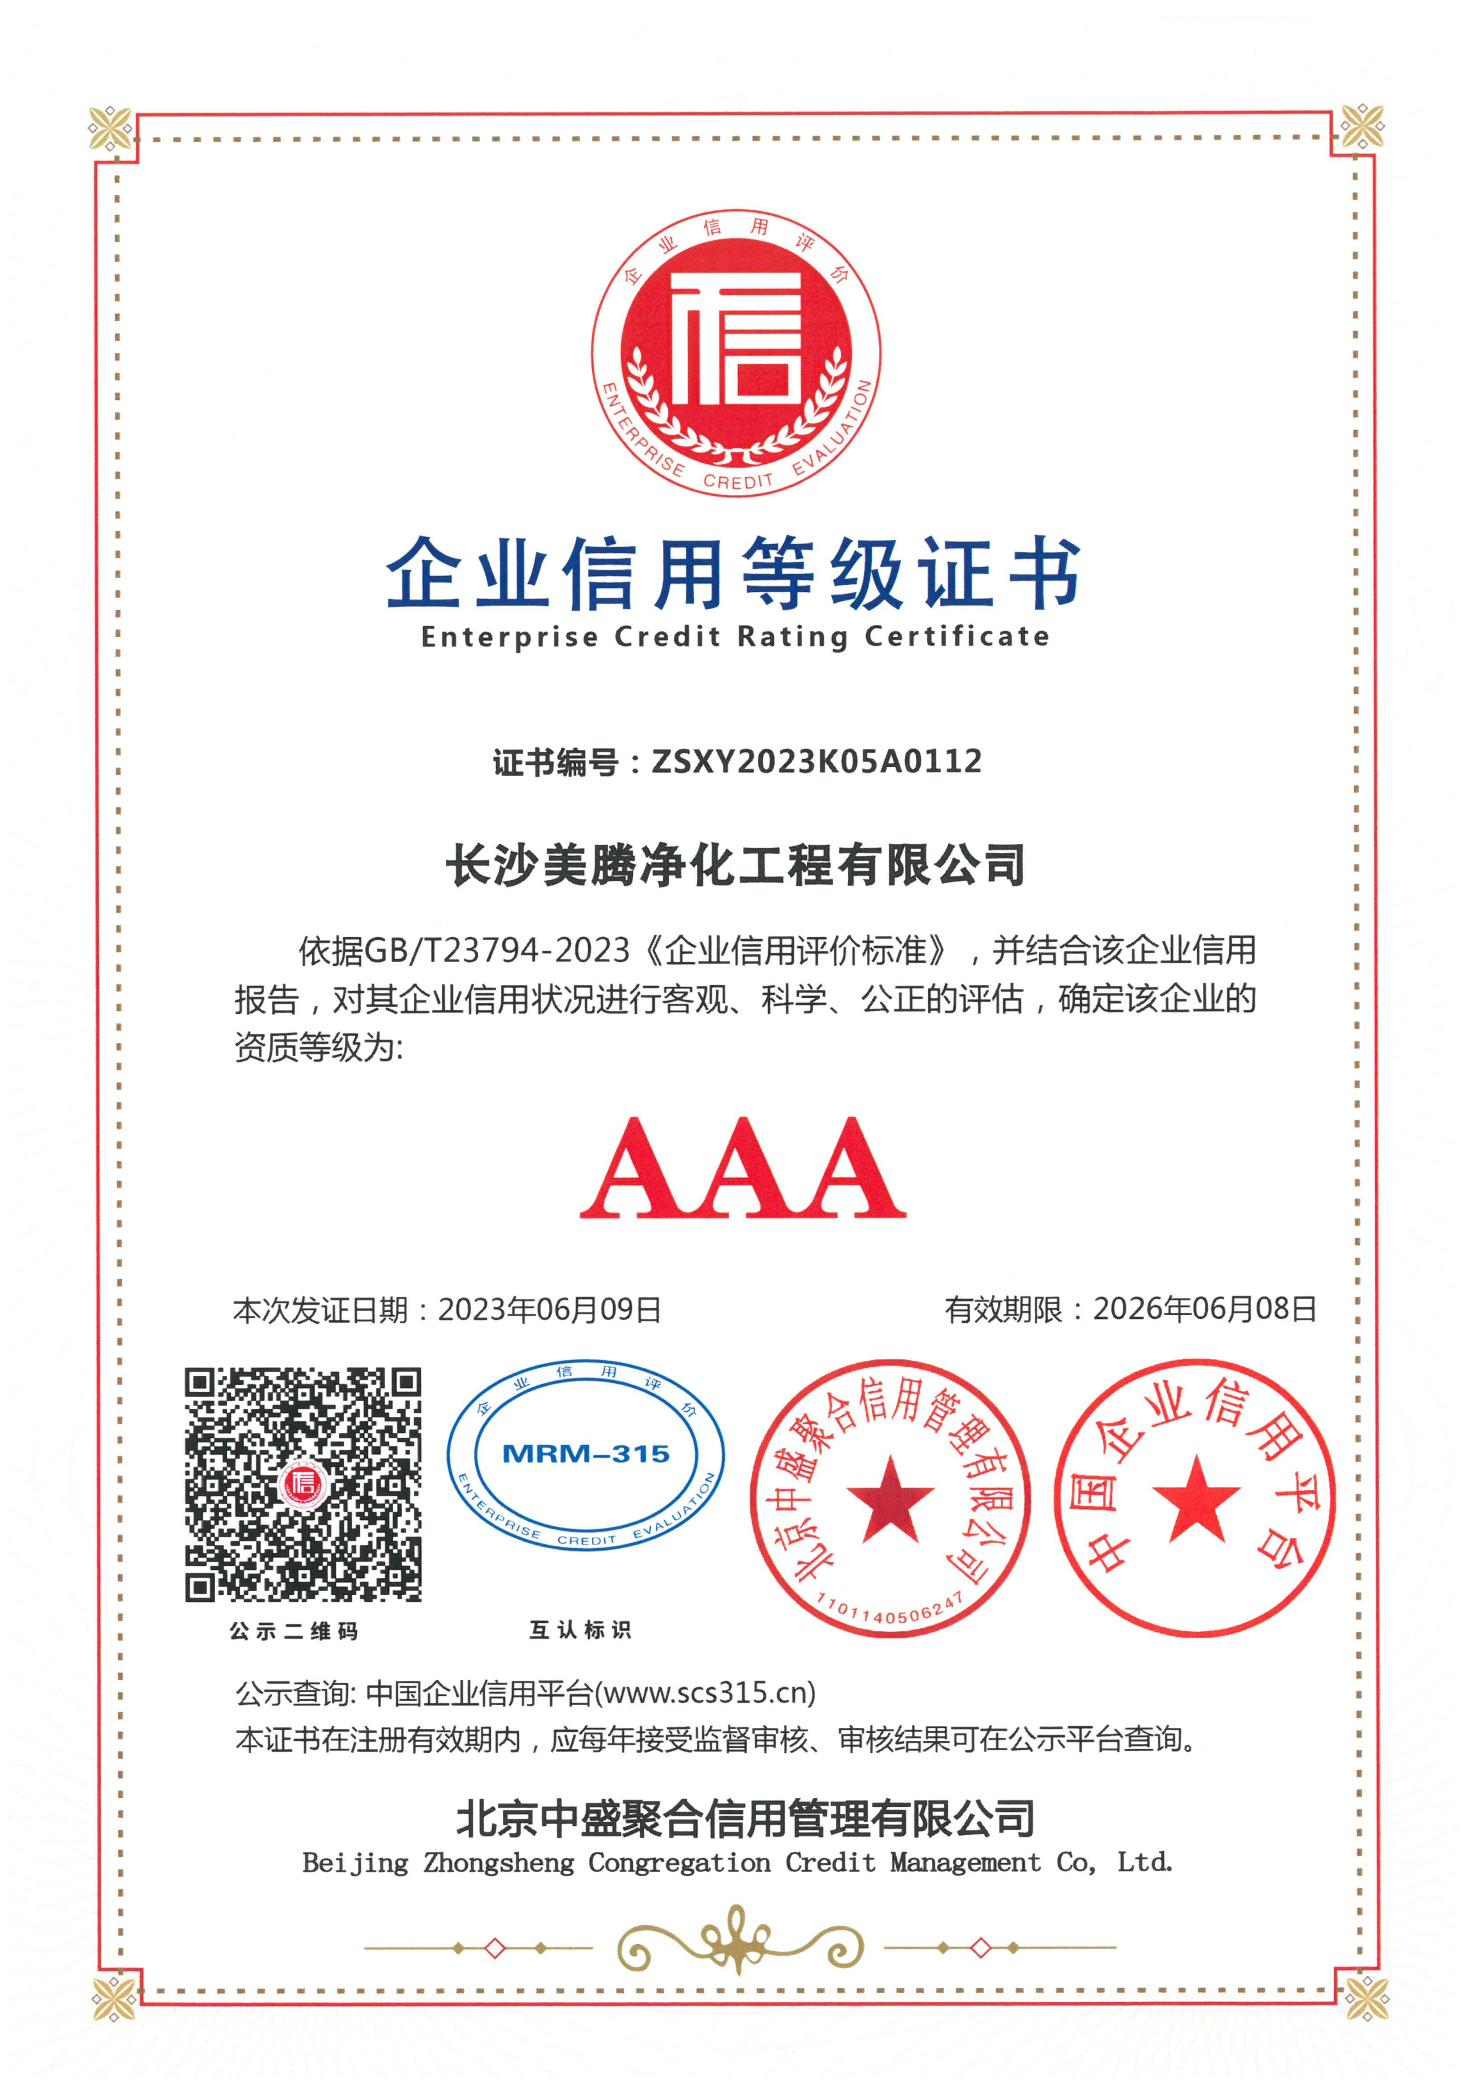 企业信用评价
信
ENTERPRISE CREDIT EVALUATION
企业信用等级证书
Enterprise Credit Rating Certificate
证书编号：ZSXY2023K05A0112
长沙美腾净化工程有限公司
依据GB/T23794-2023《企业信用评价标准》，并结合该企业信用
报告，对其企业信用状况进行客观、科学、公正的评估，确定该企业的
资质等级为:
AAA
本次发证日期：2023年06月09日
有效期限：2026年06月08日
信
企业信用评价
MRM-315
ENTERPRISE CREDIT EVALUATION
北京中盛聚合信用管理有限公司
1101140506247
中国企业信用平台
公示二维码
互认标识
公示查询: 中国企业信用平台(www.scs315.cn)
本证书在注册有效期内，应每年接受监督审核、审核结果可在公示平台查询。
北京中盛聚合信用管理有限公司
Beijing Zhongsheng Congregation Credit Management Co, Ltd.